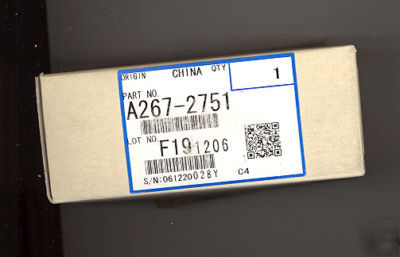 ORIGIN CHINA QTY 1
PART NO.
A267-2751
LOT NO. F191206
S/N:061220028Y C4